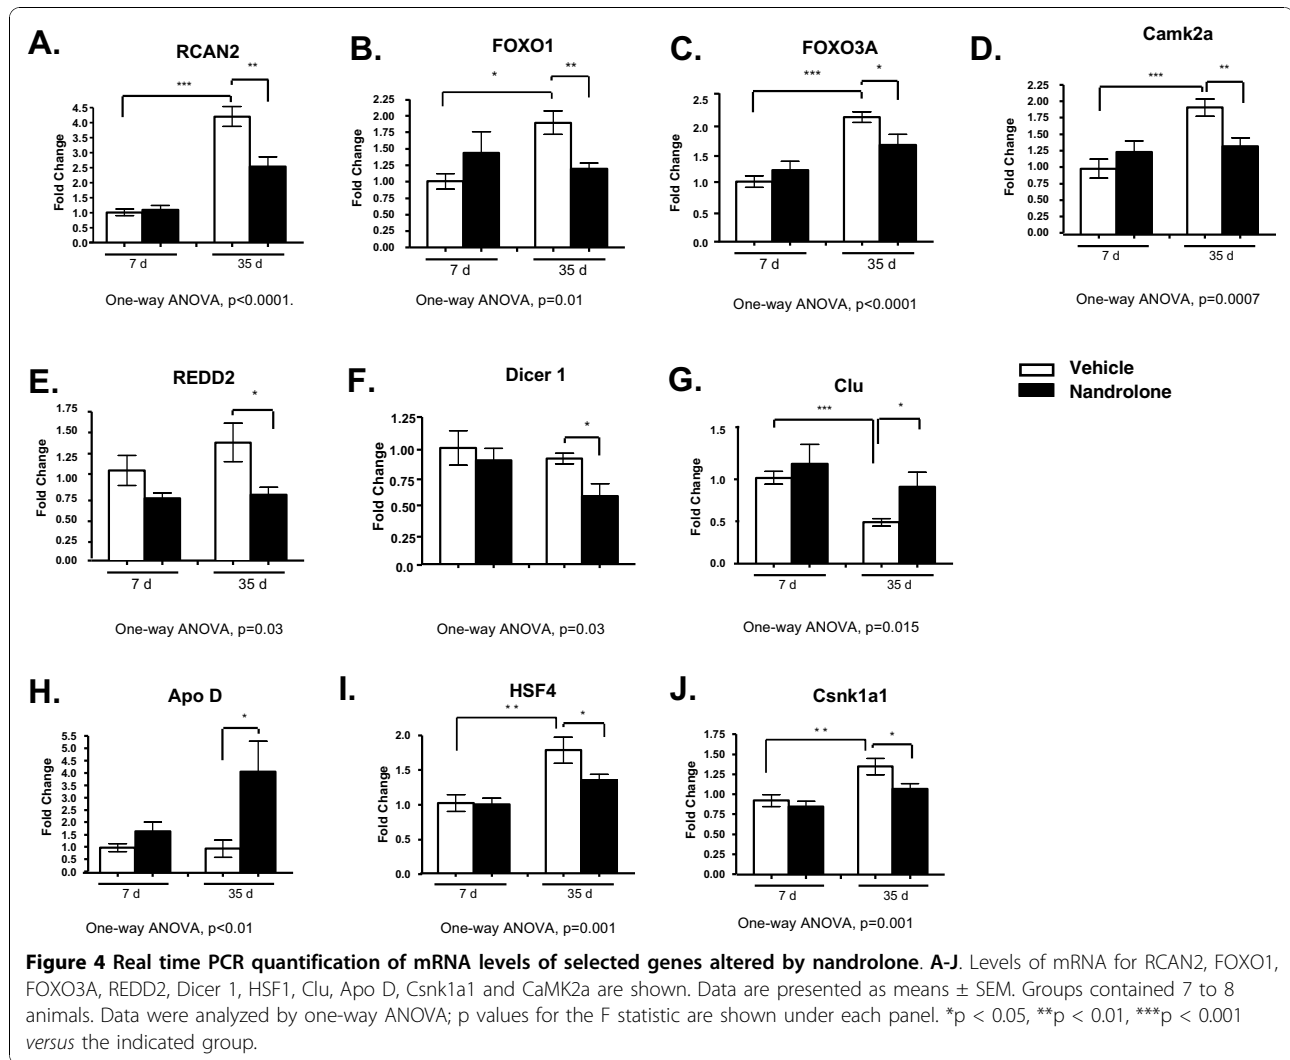 A.
RCAN2
***
**
Fold Change
4.5
4.0
3.5
3.0
2.5
2.0
1.5
1.0
0.5
0.0
7 d
35 d
One-way ANOVA, p<0.0001.
B.
FOXO1
*
**
Fold Change
2.25
2.00
1.75
1.50
1.25
1.00
0.75
0.50
0.25
0.00
7 d
35 d
One-way ANOVA, p=0.01
C.
FOXO3A
***
*
Fold Change
2.5
2.0
1.5
1.0
0.5
0.0
7 d
35 d
One-way ANOVA, p<0.0001
D.
Camk2a
***
**
Fold Change
2.25
2.00
1.75
1.50
1.25
1.00
0.75
0.50
0.25
0.00
7 d
35 d
One-way ANOVA, p=0.0007
E.
REDD2
*
Fold Change
1.75
1.50
1.25
1.00
0.75
0.50
0.25
0.00
7 d
35 d
One-way ANOVA, p=0.03
F.
Dicer 1
*
Fold Change
1.25
1.00
0.75
0.50
0.25
0.0
One-way ANOVA, p=0.03
G.
Clu
***
*
Fold Change
1.5
1.0
0.5
0.0
7 d
35 d
One-way ANOVA, p=0.015
Vehicle
Nandrolone
H.
Apo D
*
Fold Change
5.5
5.0
4.5
4.0
3.5
3.0
2.5
2.0
1.5
1.0
0.5
0.0
7 d
35 d
One-way ANOVA, p<0.01
I.
HSF4
**
*
Fold Change
2.0
1.5
1.0
0.5
0.0
7 d
35 d
One-way ANOVA, p=0.001
J.
Csnk1a1
**
*
Fold Change
1.75
1.50
1.25
1.00
0.75
0.50
0.25
0.00
7 d
35 d
One-way ANOVA, p=0.001
Figure 4 Real time PCR quantification of mRNA levels of selected genes altered by nandrolone. A-J. Levels of mRNA for RCAN2, FOXO1,
FOXO3A, REDD2, Dicer 1, HSF1, Clu, Apo D, Csnk1a1 and CaMK2a are shown. Data are presented as means ± SEM. Groups contained 7 to 8
animals. Data were analyzed by one-way ANOVA; p values for the F statistic are shown under each panel. *p < 0.05, **p < 0.01, ***p < 0.001
versus the indicated group.